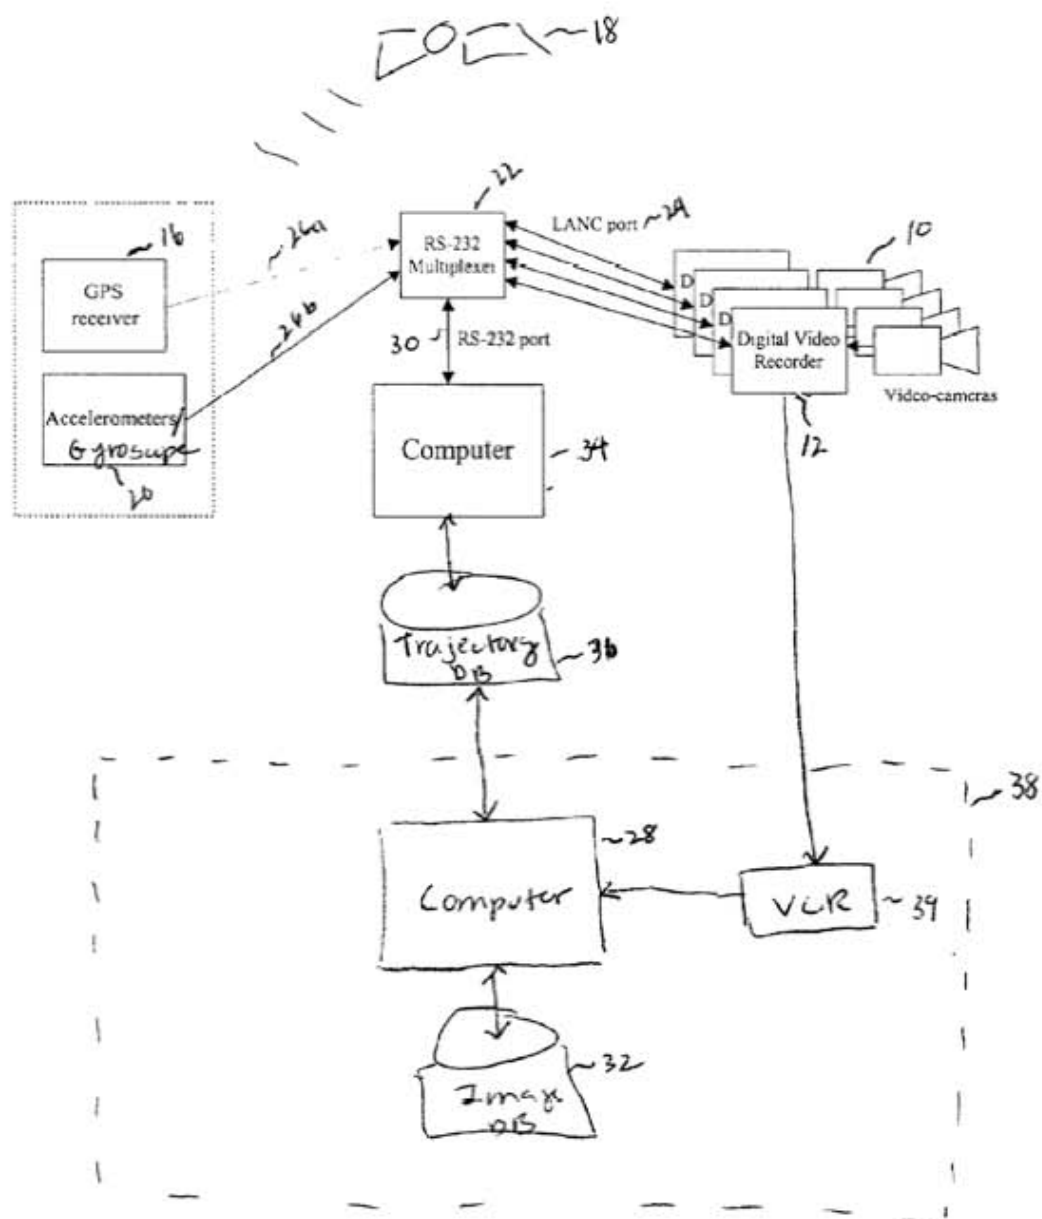 18
22
16
26a
LANC port
24
10
GPS
receiver
RS-232
Multiplexer
D
D
D
Digital Video
Recorder
26b
30
RS-232 port
Accelerometers/
Gyroscope
20
Computer
34
12
Video-cameras
Trajectory
DB
36
38
28
Computer
VCR
39
32
Image
DB